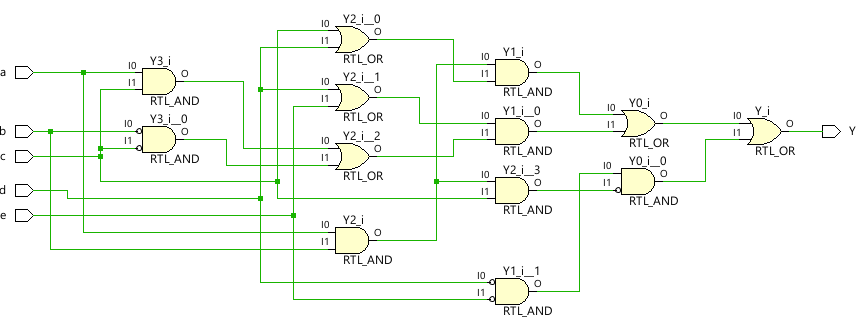 Y2_i__0
I0
O
I1
RTL_OR
Y1_i
I0
O
I1
RTL_AND
Y3_i
a
I0
O
I1
RTL_AND
Y2_i__1
I0
O
I1
RTL_OR
Y0_i
I0
O
I1
RTL_OR
Y_i
I0
O
I1
RTL_OR
Y
Y1_i__0
I0
O
I1
RTL_AND
Y3_i__0
b
I0
O
I1
RTL_AND
c
Y2_i__2
I0
O
I1
RTL_OR
Y0_i__0
I0
O
I1
RTL_AND
Y2_i__3
I0
O
I1
RTL_AND
d
e
Y2_i
I0
O
I1
RTL_AND
Y1_i__1
I0
O
I1
RTL_AND